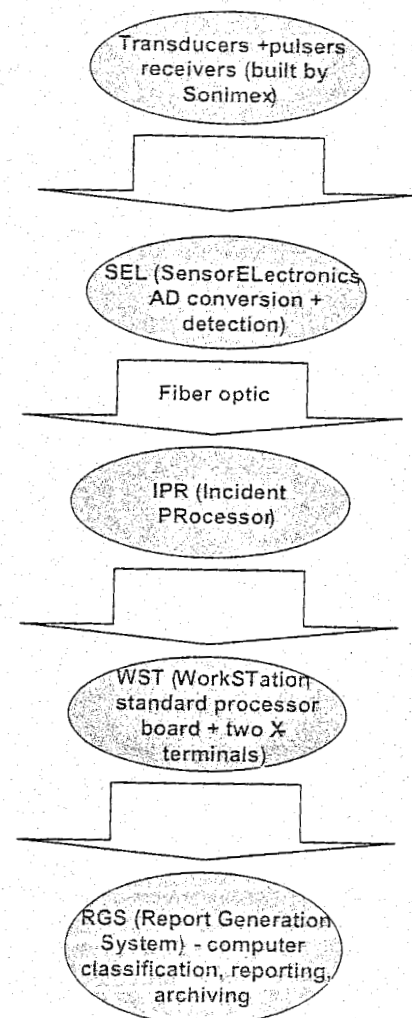 Transducers +pulsers
receivers (built by
Sonimex)
SEL (SensorELectronics
AD conversion +
detection)
Fiber optic
IPR (Incident
PRocessor)
WST (WorkSTation
standard processor
board + two X
terminals)
RGS (Report Generation
System) - computer
classification, reporting,
archiving